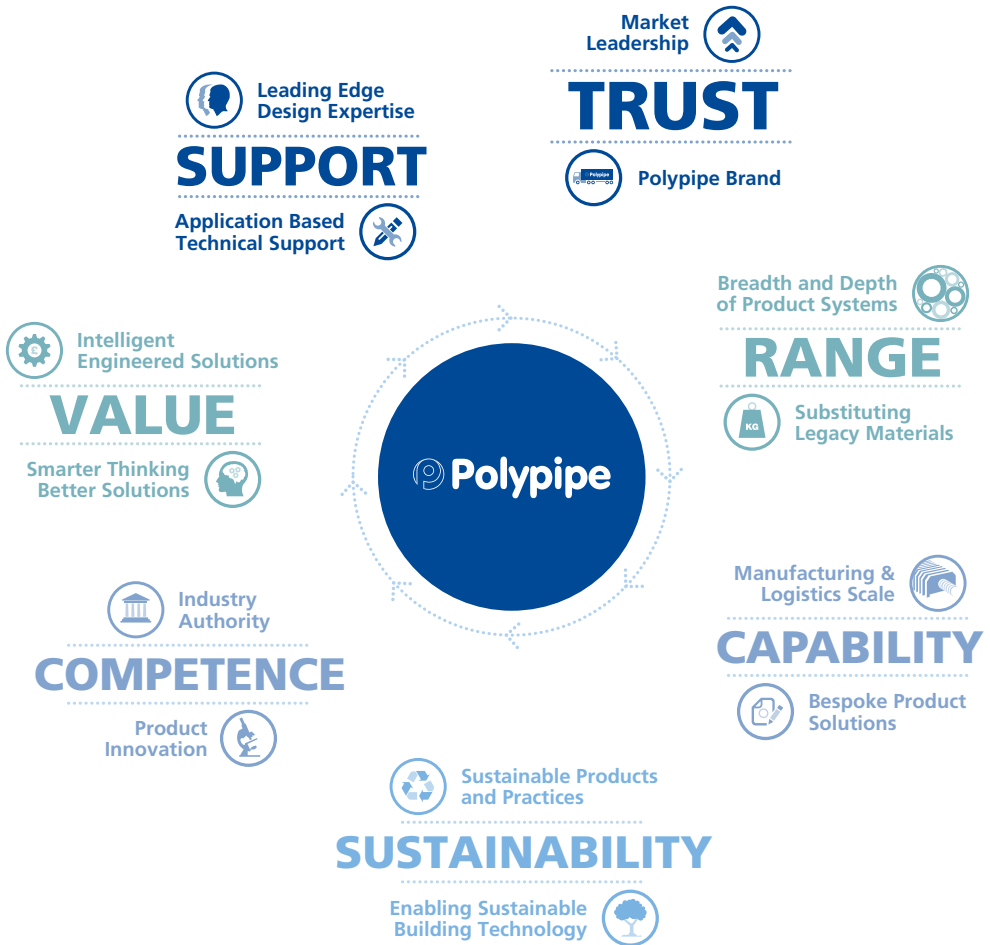 Market
Leadership
TRUST
Polypipe
Polypipe Brand
Breadth and Depth
of Product Systems
RANGE
KG
Substituting
Legacy Materials
Manufacturing &
Logistics Scale
CAPABILITY
Bespoke Product
Solutions
Sustainable Products
and Practices
SUSTAINABILITY
Enabling Sustainable
Building Technology
Industry
Authority
COMPETENCE
Product
Innovation
£
Intelligent
Engineered Solutions
VALUE
Smarter Thinking
Better Solutions
Leading Edge
Design Expertise
SUPPORT
Application Based
Technical Support
Polypipe